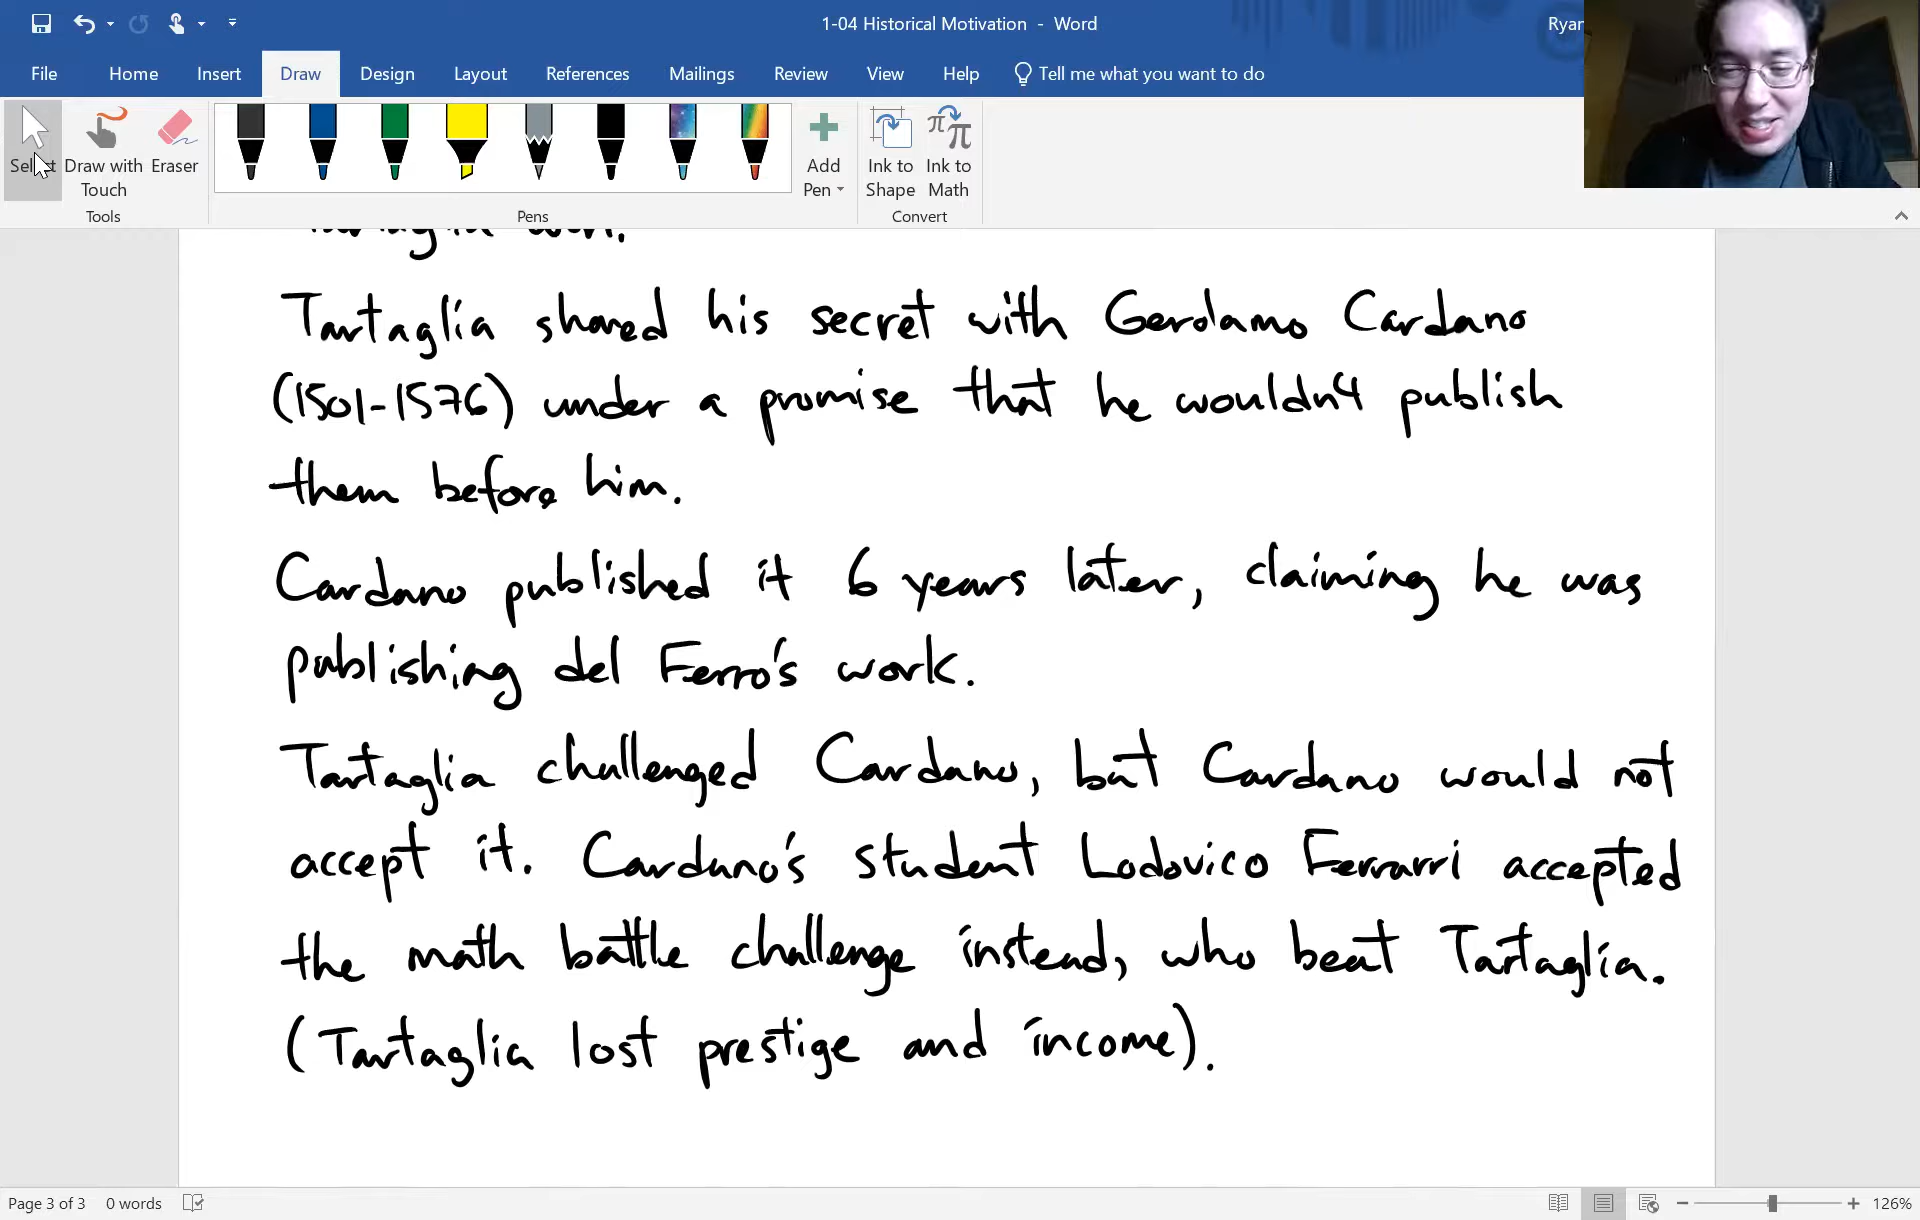 1-04 Historical Motivation - Word
Ryan
File Home Insert Draw Design Layout References Mailings Review View Help Tell me what you want to do
Select Draw with Touch Eraser Add Pen Ink to Shape Ink to Math
Tools Pens Convert
Tartaglia won.
Tartaglia shared his secret with Gerolamo Cardano
(1501-1576) under a promise that he wouldn't publish
them before him.
Cardano published it 6 years later, claiming he was
publishing del Ferro's work.
Tartaglia challenged Cardano, but Cardano would not
accept it. Cardano's student Lodovico Ferrarri accepted
the math battle challenge instead, who beat Tartaglia.
(Tartaglia lost prestige and income).
Page 3 of 3 0 words 126%